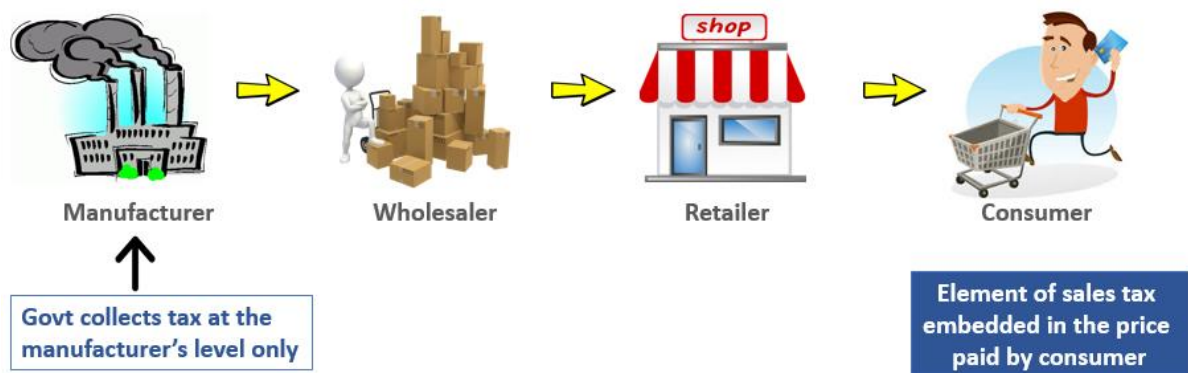 shop
Manufacturer
Wholesaler
Retailer
Consumer
Govt collects tax at the
manufacturer's level only
Element of sales tax
embedded in the price
paid by consumer